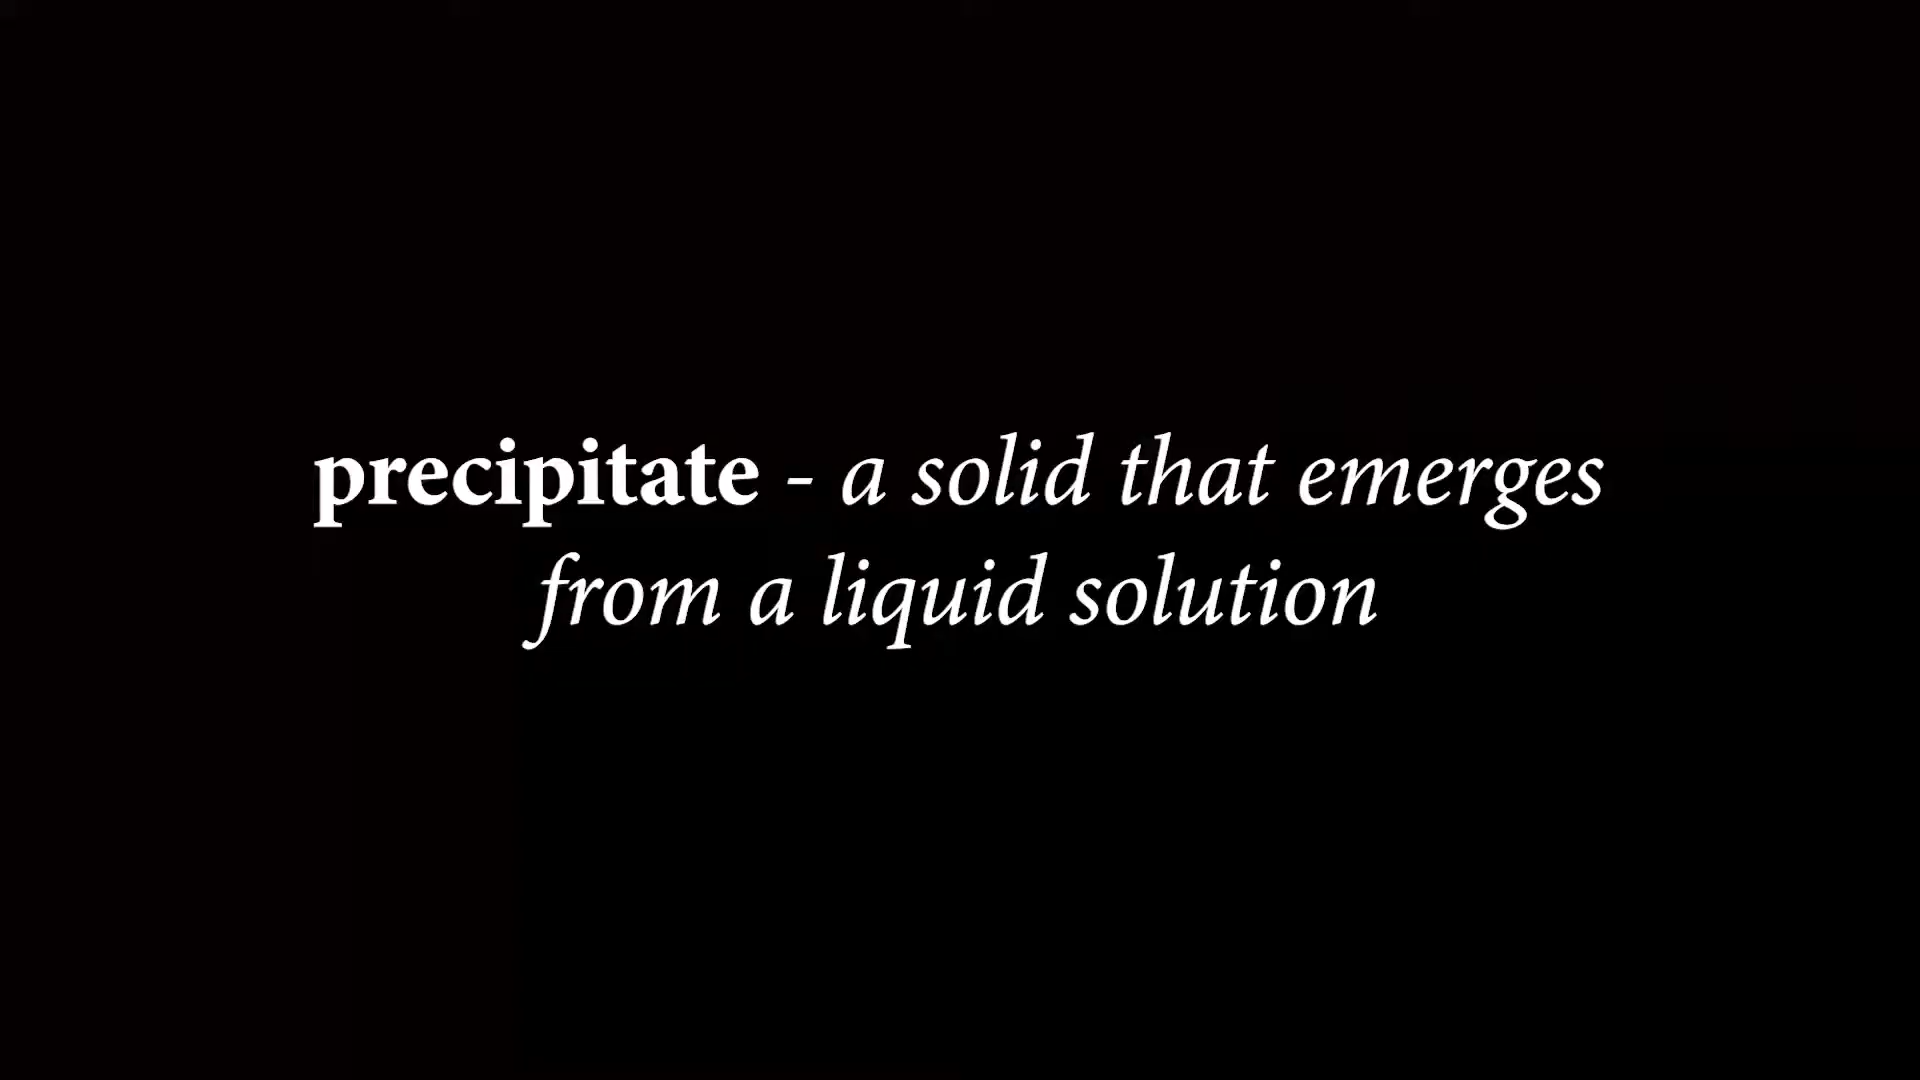 precipitate - a solid that emerges
from a liquid solution